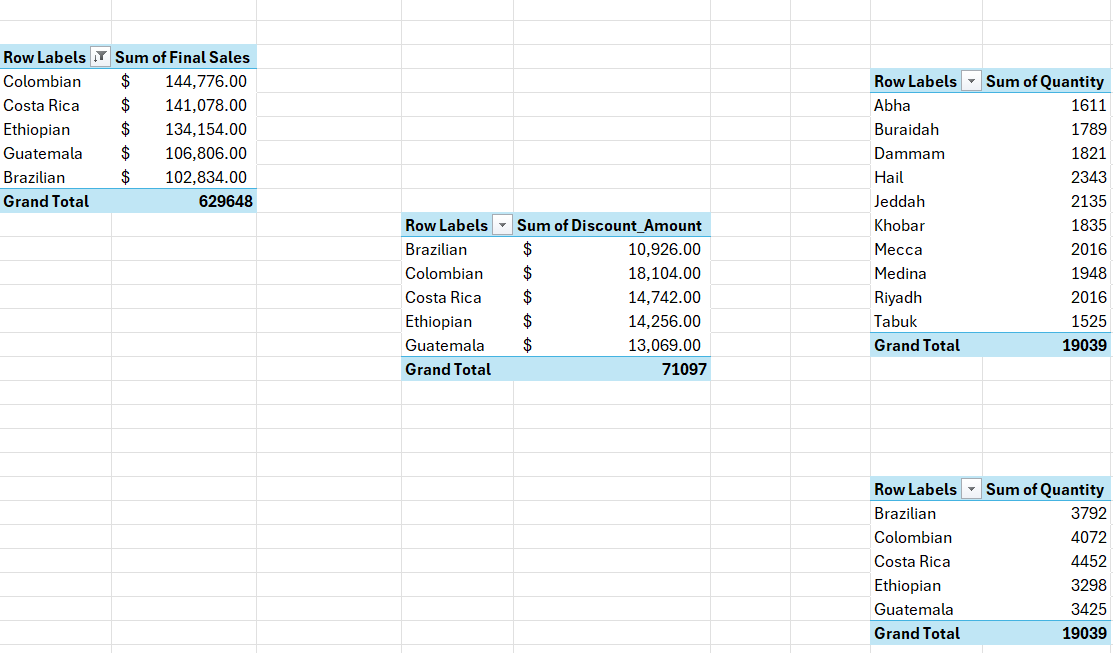 Row Labels Sum of Final Sales
Colombian $ 144,776.00
Costa Rica $ 141,078.00
Ethiopian $ 134,154.00
Guatemala $ 106,806.00
Brazilian $ 102,834.00
Grand Total 629648
Row Labels Sum of Discount_Amount
Brazilian $ 10,926.00
Colombian $ 18,104.00
Costa Rica $ 14,742.00
Ethiopian $ 14,256.00
Guatemala $ 13,069.00
Grand Total 71097
Row Labels Sum of Quantity
Abha 1611
Buraidah 1789
Dammam 1821
Hail 2343
Jeddah 2135
Khobar 1835
Mecca 2016
Medina 1948
Riyadh 2016
Tabuk 1525
Grand Total 19039
Row Labels Sum of Quantity
Brazilian 3792
Colombian 4072
Costa Rica 4452
Ethiopian 3298
Guatemala 3425
Grand Total 19039